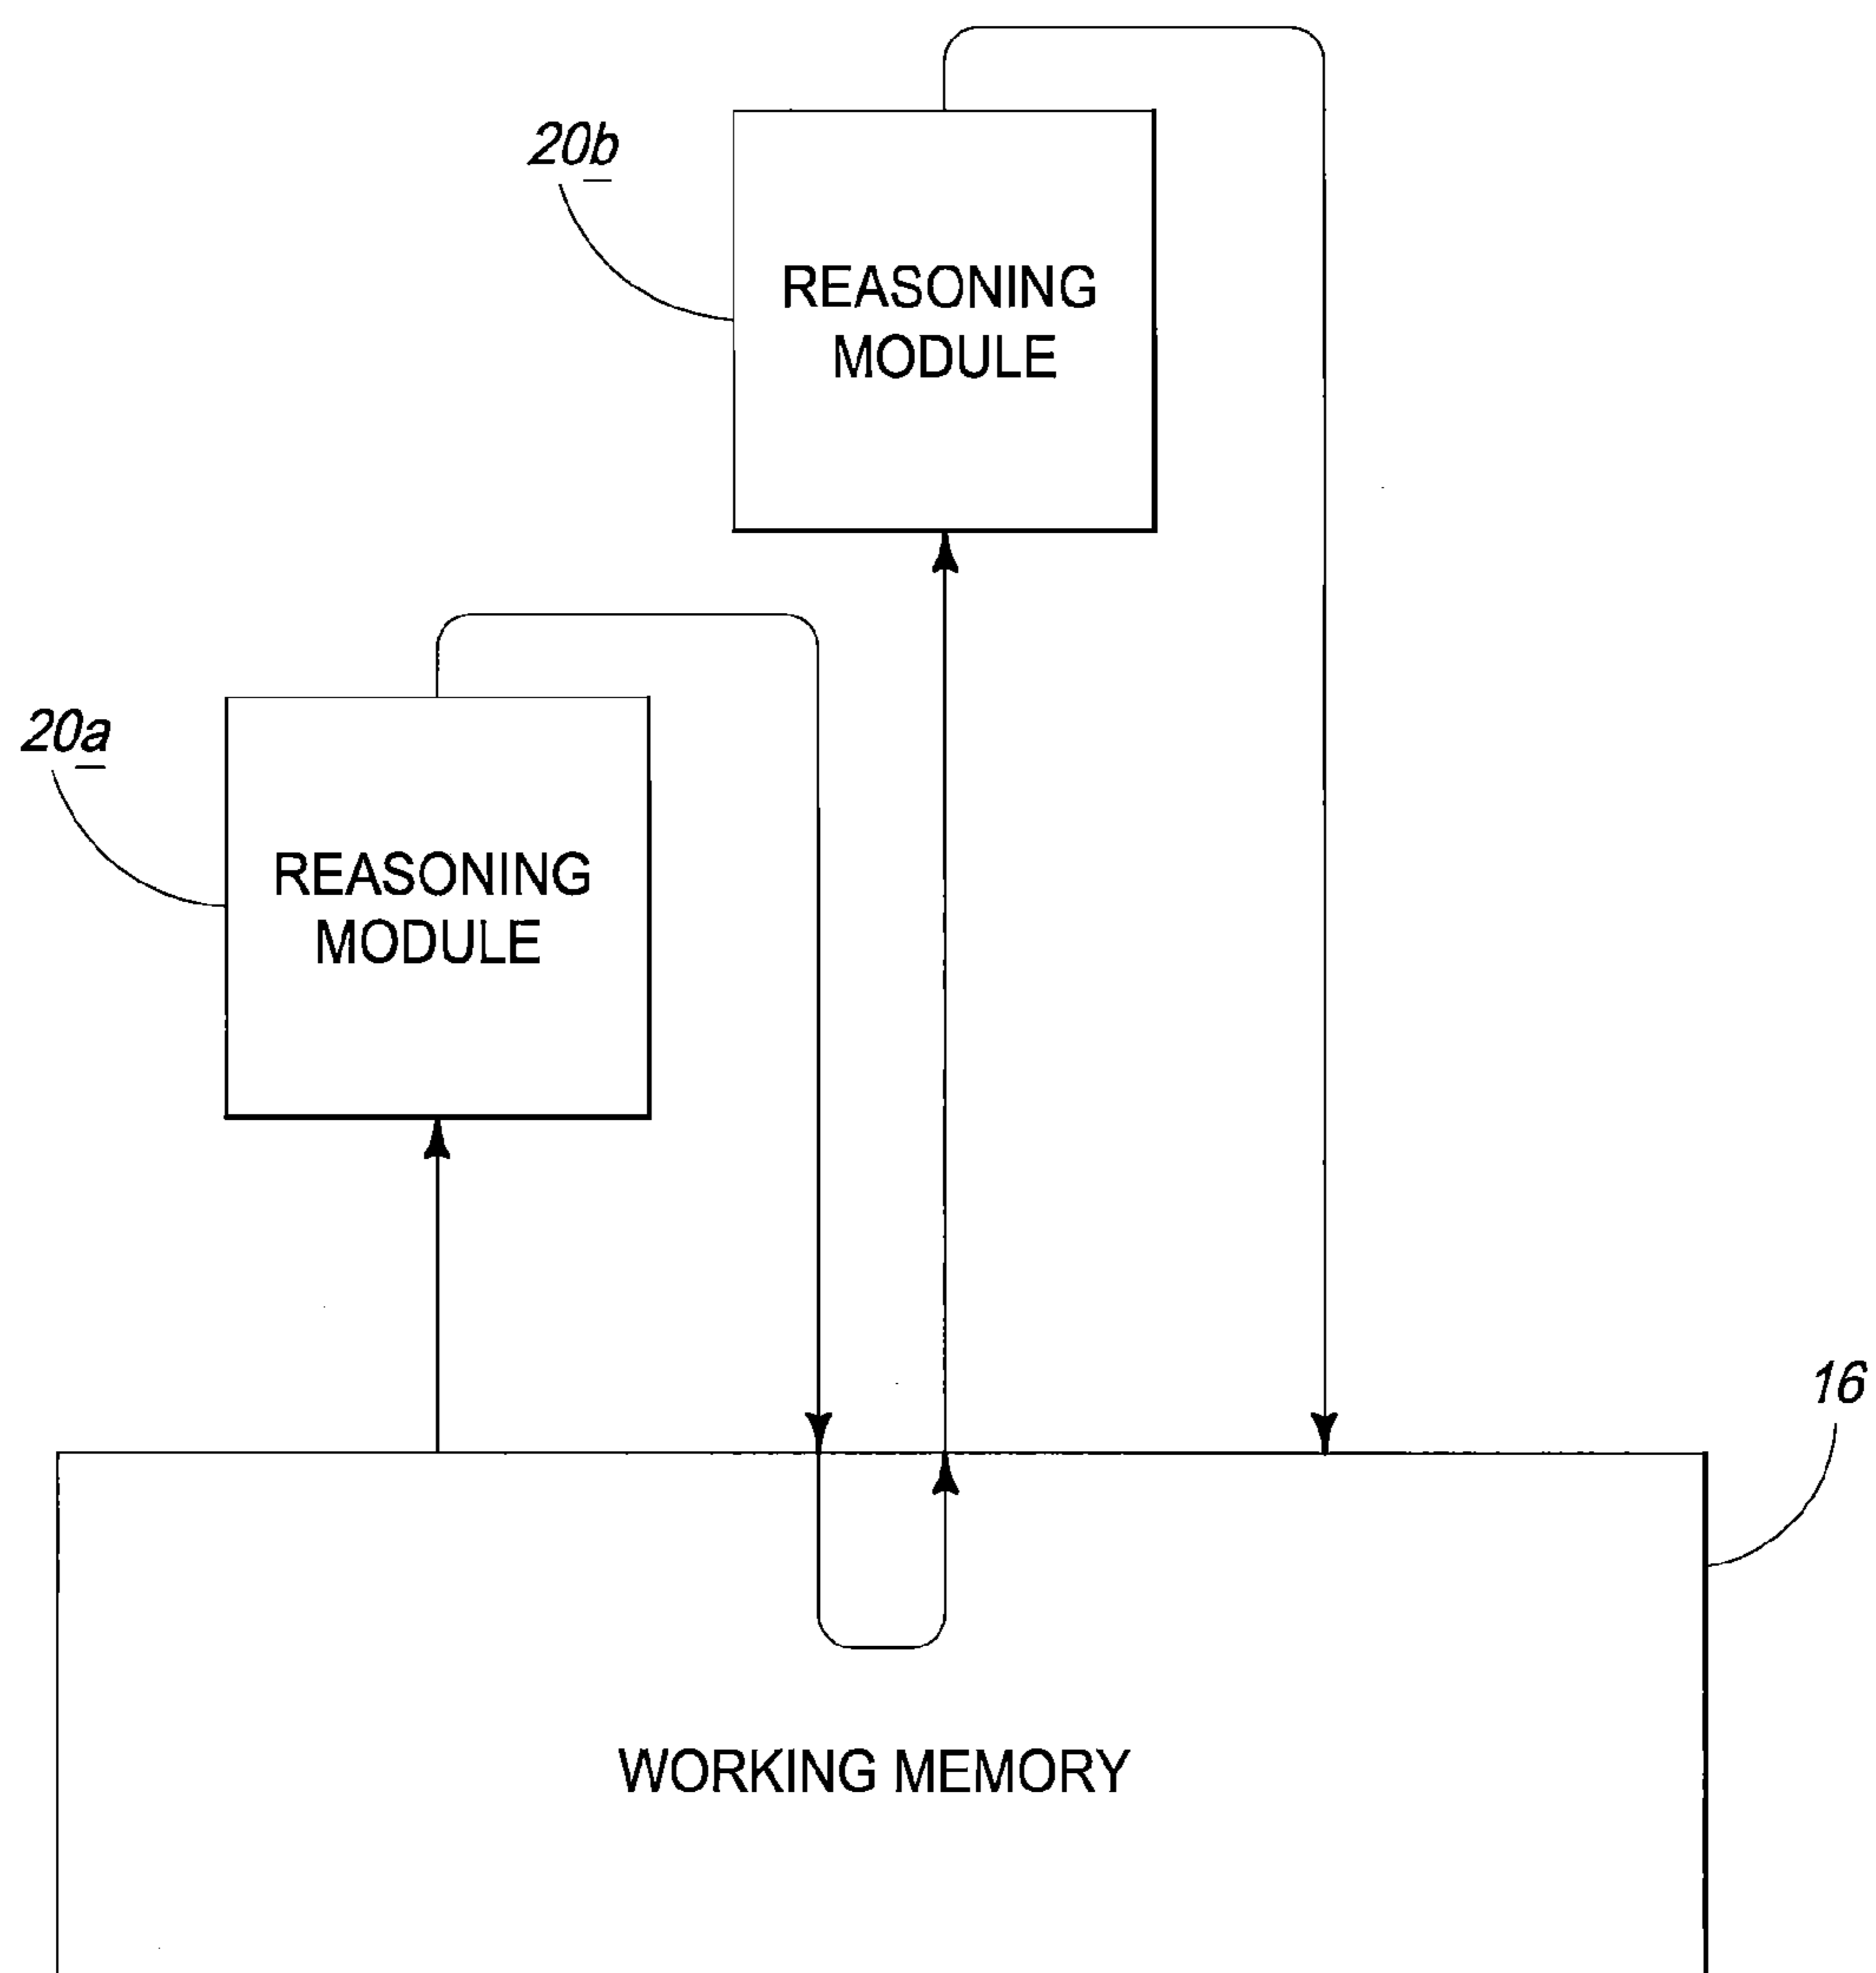 20b
REASONING
MODULE
20a
REASONING
MODULE
16
WORKING MEMORY